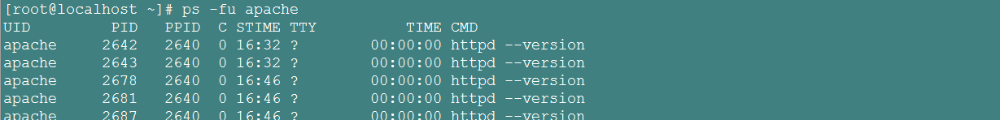 [root@localhost ~]# ps -fu apache
UID        PID  PPID  C STIME TTY          TIME CMD
apache    2642  2640  0 16:32 ?        00:00:00 httpd --version
apache    2643  2640  0 16:32 ?        00:00:00 httpd --version
apache    2678  2640  0 16:46 ?        00:00:00 httpd --version
apache    2681  2640  0 16:46 ?        00:00:00 httpd --version
apache    2687  2640  0 16:46 ?        00:00:00 httpd --version